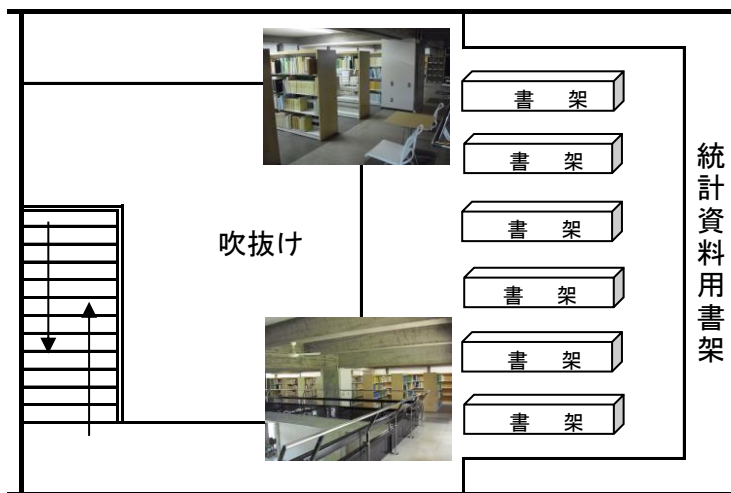 書　架
書　架
統計資料用書架
吹抜け
書　架
書　架
書　架
書　架